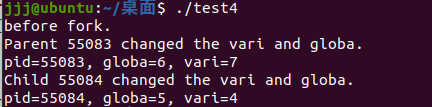 jjj@ubuntu:~/桌面$ ./test4
before fork.
Parent 55083 changed the vari and globa.
pid=55083, globa=6, vari=7
Child 55084 changed the vari and globa.
pid=55084, globa=5, vari=4